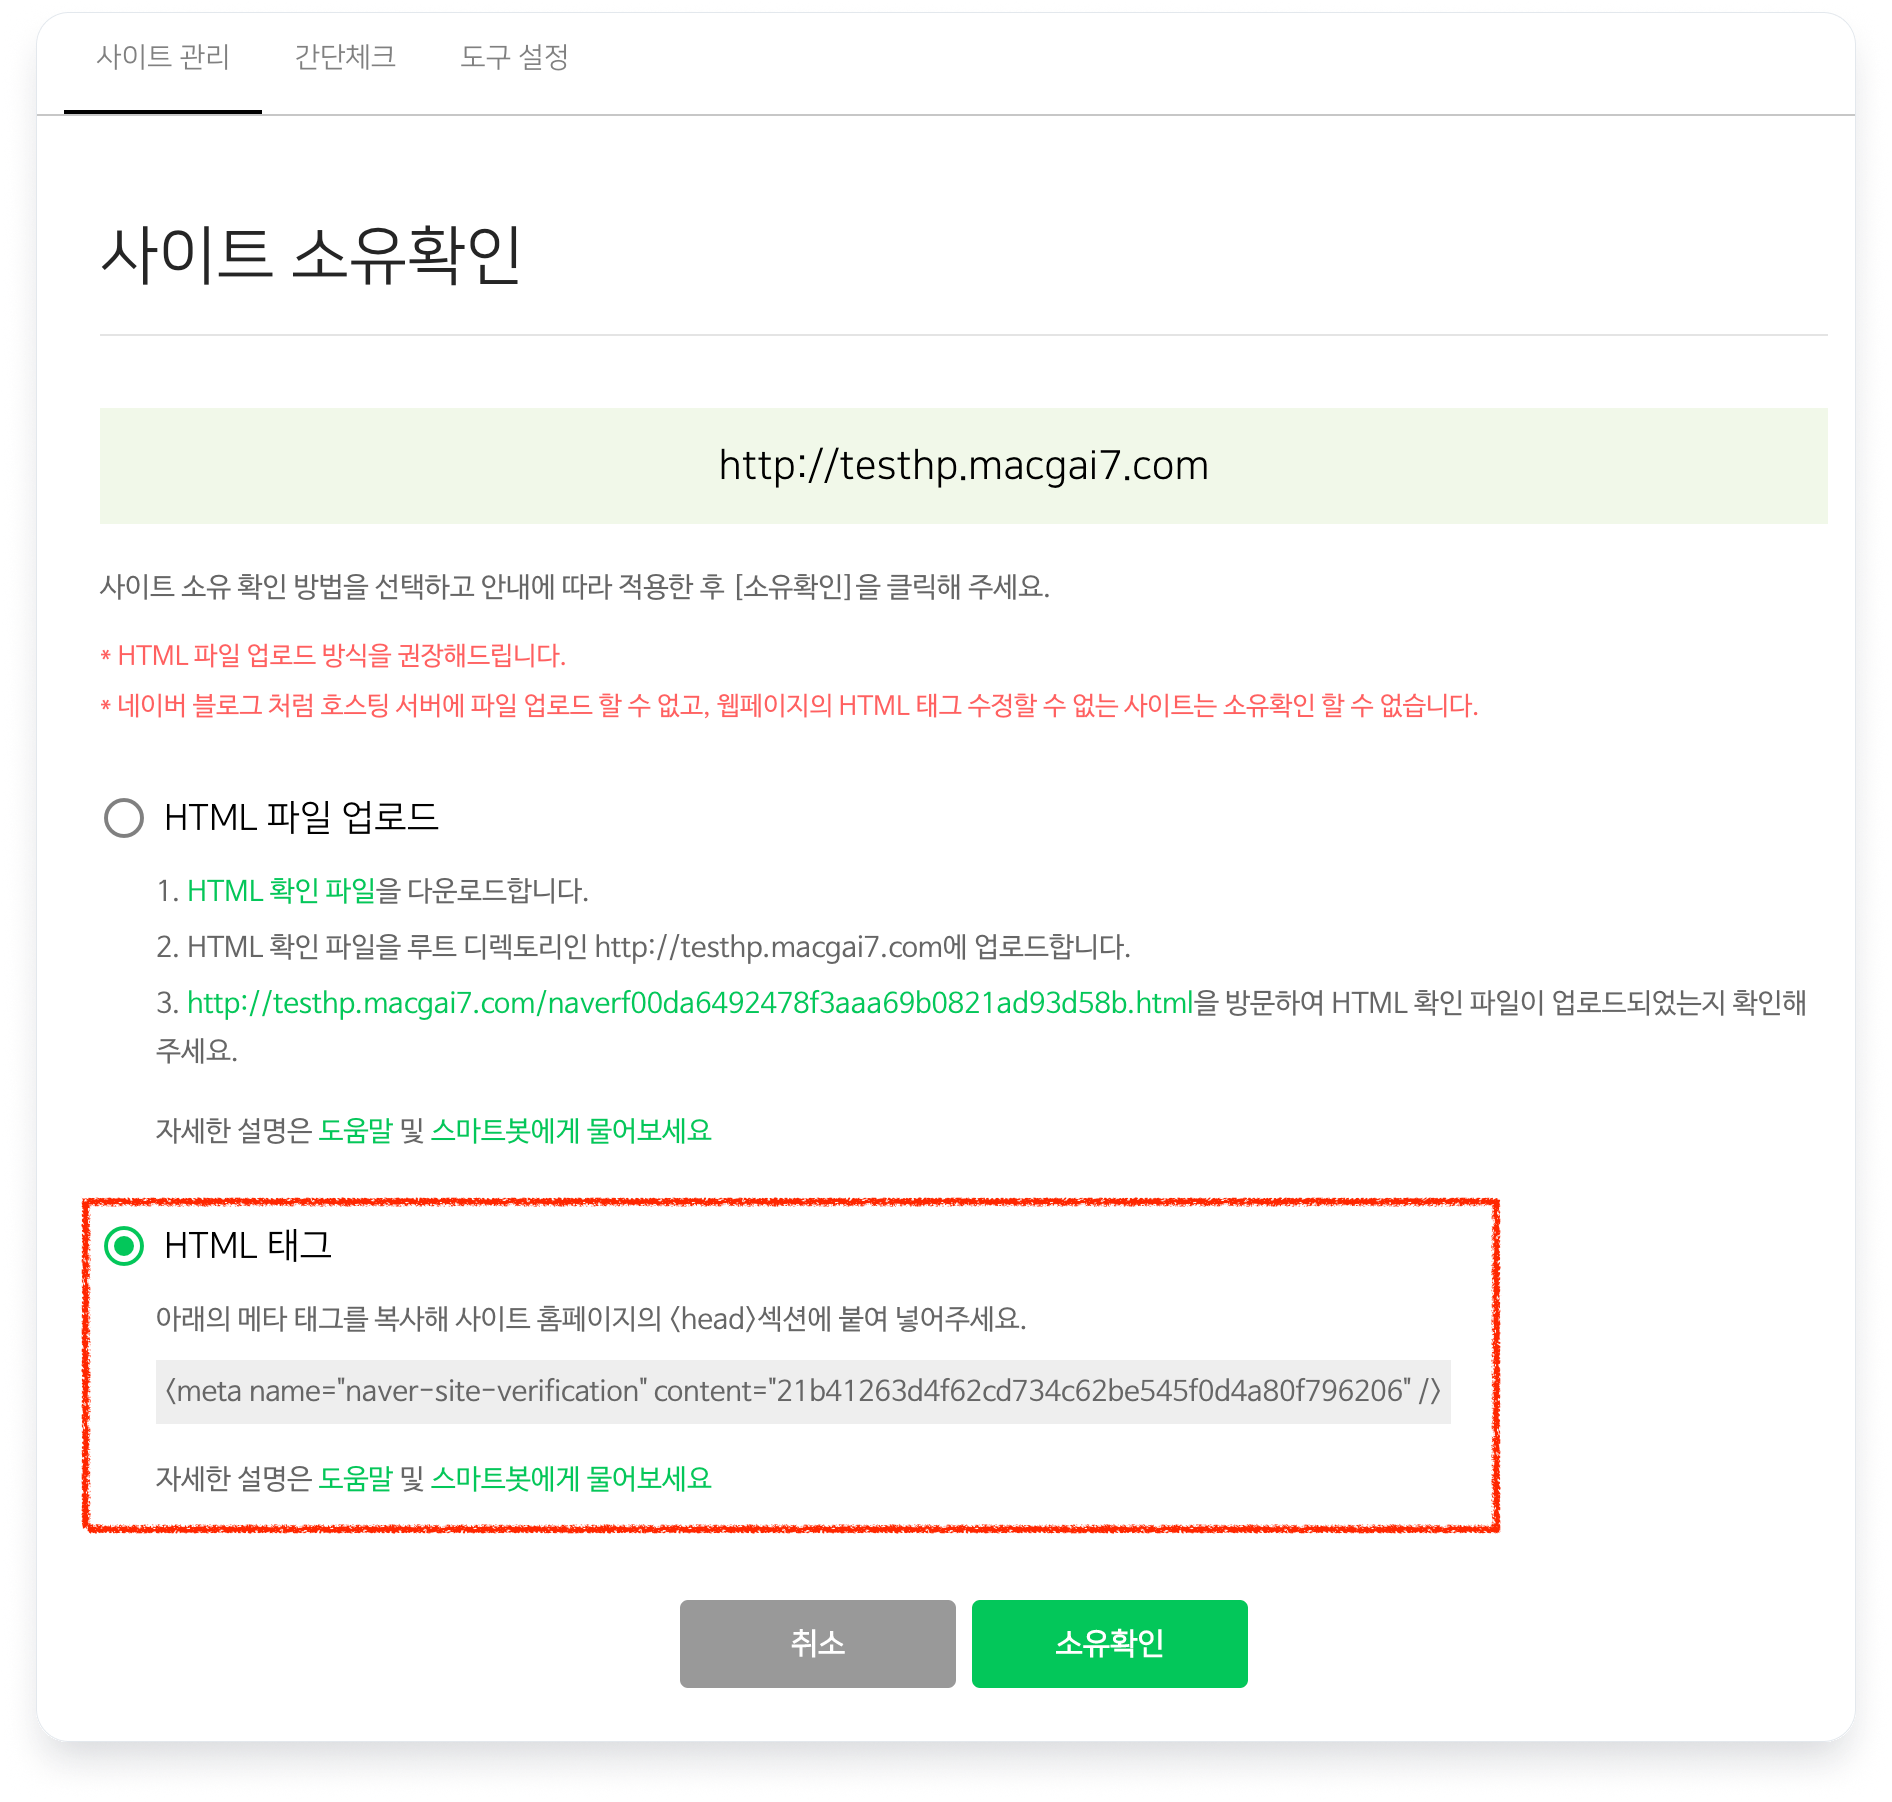 사이트 관리 간단체크 도구 설정
사이트 소유확인
http://testhp.macgai7.com
사이트 소유 확인 방법을 선택하고 안내에 따라 적용한 후 [소유확인]을 클릭해 주세요.
* HTML 파일 업로드 방식을 권장해드립니다.
* 네이버 블로그 처럼 호스팅 서버에 파일 업로드 할 수 없고, 웹페이지의 HTML 태그 수정할 수 없는 사이트는 소유확인 할 수 없습니다.
HTML 파일 업로드
1. HTML 확인 파일을 다운로드합니다.
2. HTML 확인 파일을 루트 디렉토리인 http://testhp.macgai7.com에 업로드합니다.
3. http://testhp.macgai7.com/naverf00da6492478f3aaa69b0821ad93d58b.html을 방문하여 HTML 확인 파일이 업로드되었는지 확인해
주세요.
자세한 설명은 도움말 및 스마트봇에게 물어보세요
HTML 태그
아래의 메타 태그를 복사해 사이트 홈페이지의 <head>섹션에 붙여 넣어주세요.
<meta name="naver-site-verification" content="21b41263d4f62cd734c62be545f0d4a80f796206" />
자세한 설명은 도움말 및 스마트봇에게 물어보세요
취소 소유확인